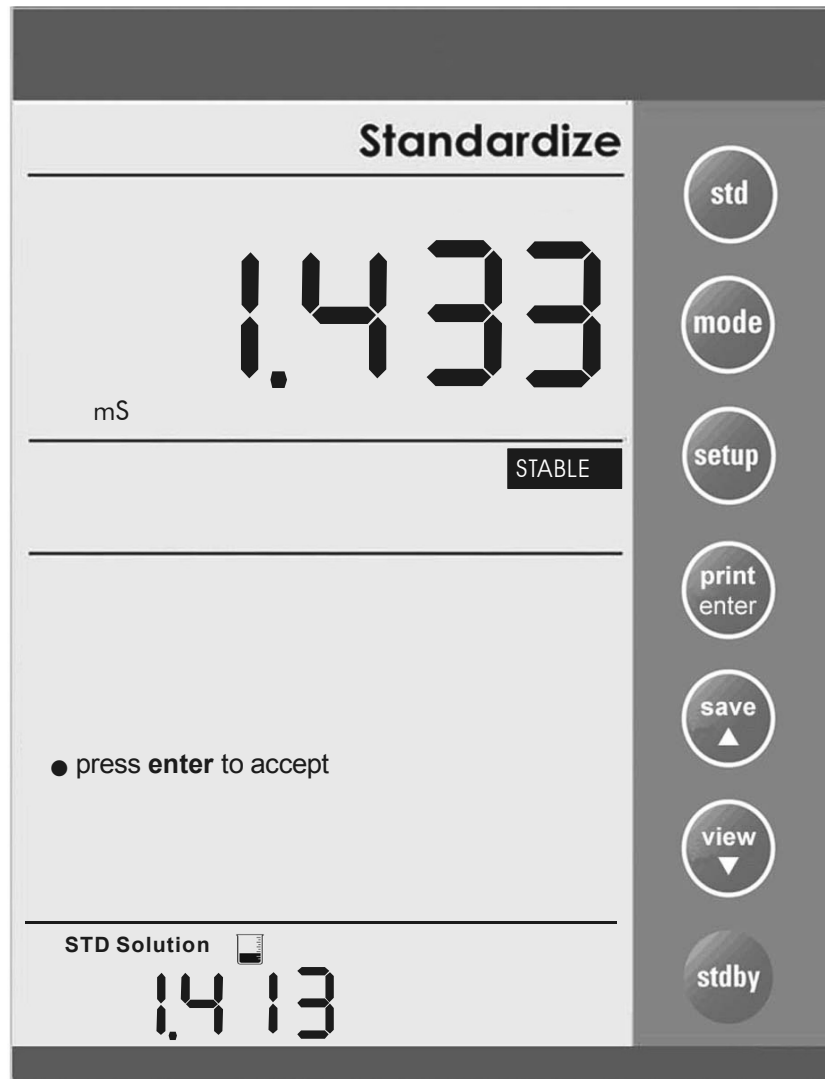 Standardize
1.433
mS
STABLE
● press enter to accept
STD Solution
1.413
std
mode
setup
print
enter
save
▲
view
▼
stdby